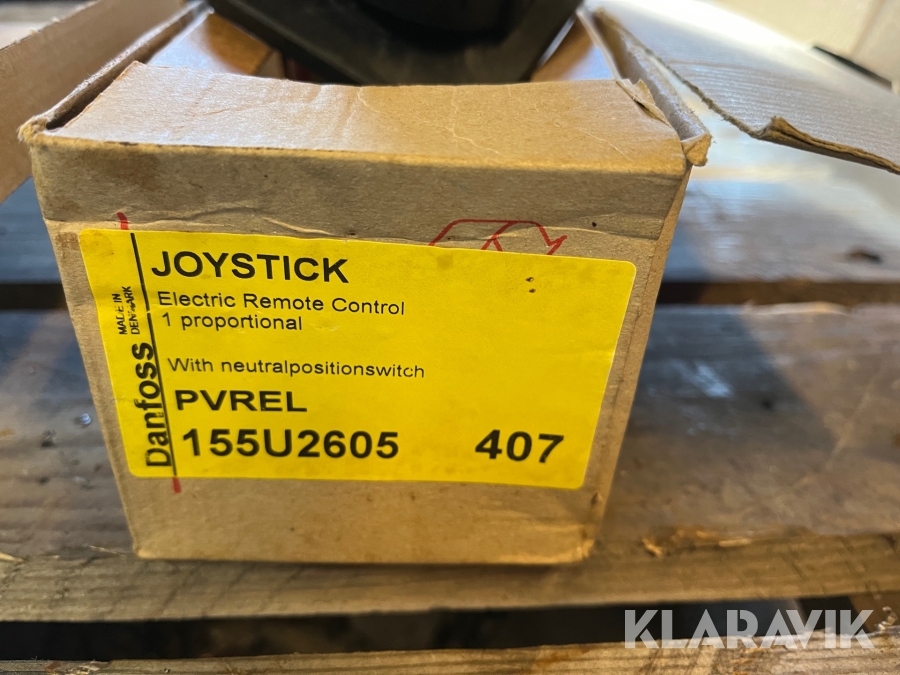 JOYSTICK
Electric Remote Control
1 proportional
With neutralpositionswitch
PVREL
155U2605 407
Danfoss
MADE IN
DENMARK
KLARAVIK